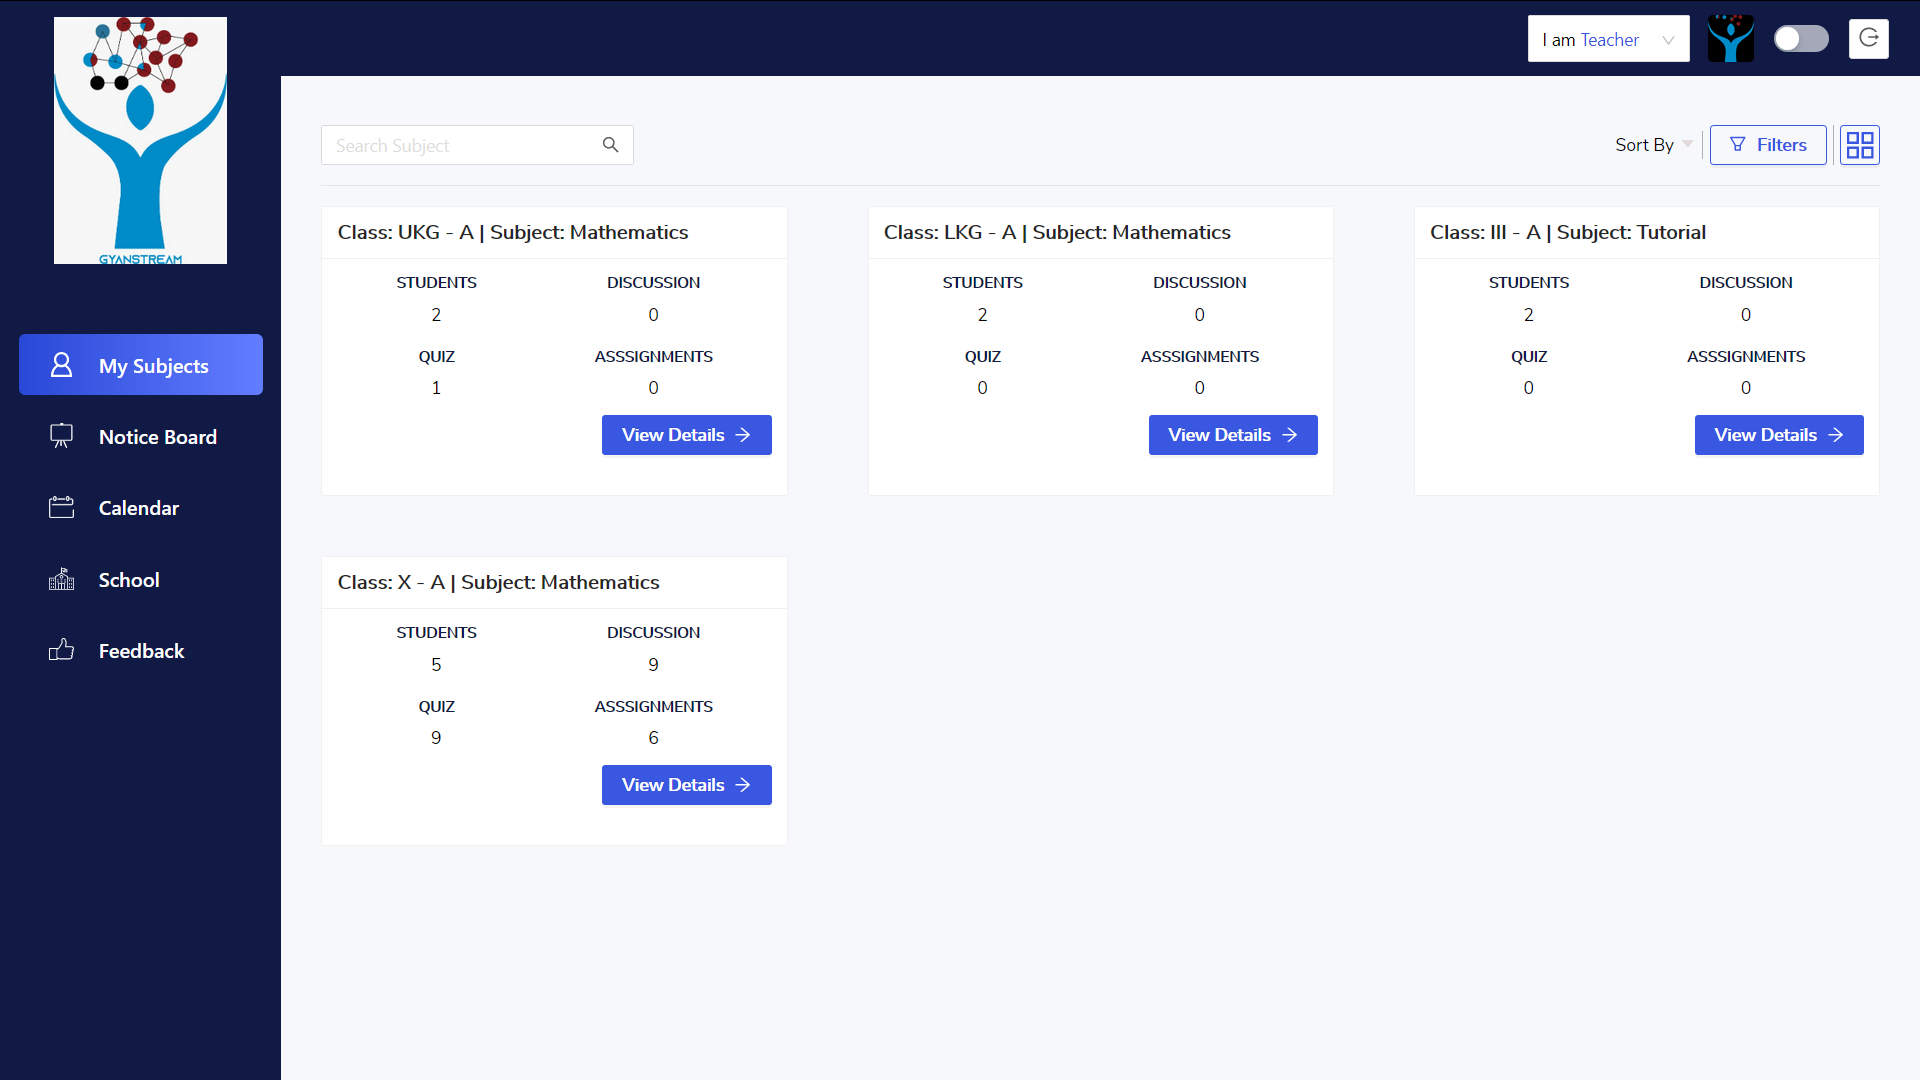 GYANSTREAM
I am Teacher
My Subjects
Notice Board
Calendar
School
Feedback
Search Subject
Sort By
Filters
Class: UKG - A | Subject: Mathematics
STUDENTS DISCUSSION
2 0
QUIZ ASSSIGNMENTS
1 0
View Details
Class: LKG - A | Subject: Mathematics
STUDENTS DISCUSSION
2 0
QUIZ ASSSIGNMENTS
0 0
View Details
Class: III - A | Subject: Tutorial
STUDENTS DISCUSSION
2 0
QUIZ ASSSIGNMENTS
0 0
View Details
Class: X - A | Subject: Mathematics
STUDENTS DISCUSSION
5 9
QUIZ ASSSIGNMENTS
9 6
View Details